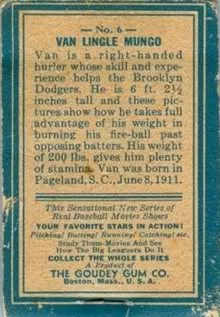 — No. 6 —
VAN LINGLE MUNGO
Van is a right-handed
hurler whose skill and expe-
rience helps the Brooklyn
Dodgers. He is 6 ft. 2½
inches tall and these pic-
tures show how he takes full
advantage of his weight in
burning his fire-ball past
opposing batters. His weight
of 200 lbs. gives him plenty
of stamina. Van was born in
Pageland, S. C., June 8, 1911.
This Sensational New Series of
Real Baseball Movies Shows
YOUR FAVORITE STARS IN ACTION!
Pitching! Batting! Running! Catching! etc.
Study Them-Movies And See
How The Big Leaguers Do It
COLLECT THE WHOLE SERIES
A Product of
THE GOUDEY GUM CO.
Boston, Mass., U. S. A.